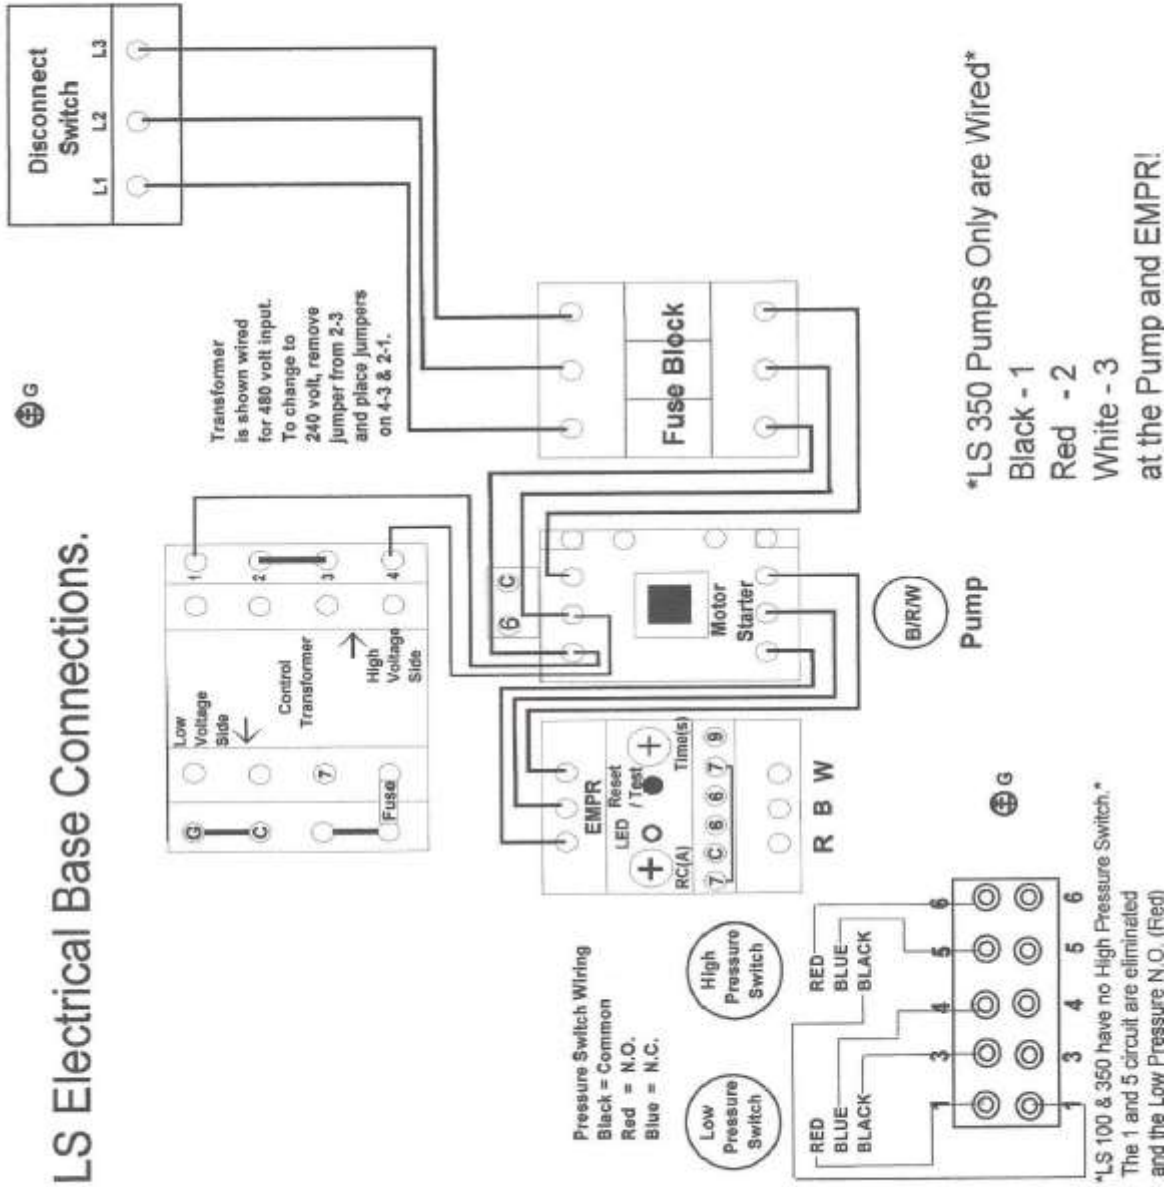 LS Electrical Base Connections.
G
Disconnect
Switch
L1 L2 L3
Transformer
is shown wired
for 480 volt input.
To change to
240 volt, remove
jumper from 2-3
and place jumpers
on 4-3 & 2-1.
Low
Voltage
Side
Control
Transformer
High
Voltage
Side
G
C
7
Fuse
1
2
3
4
6 C
Fuse Block
Motor
Starter
EMPR
LED
Reset
/ Test
RC(A)
Time(s)
7 C 6 6 7 9
R B W
B/R/W
Pump
Pressure Switch Wiring
Black = Common
Red = N.O.
Blue = N.C.
Low
Pressure
Switch
High
Pressure
Switch
RED
BLUE
BLACK
RED
BLUE
BLACK
1 3 4 5 6
1 3 4 5 6
G
*LS 100 & 350 have no High Pressure Switch.*
The 1 and 5 circuit are eliminated
and the Low Pressure N.O. (Red)
*LS 350 Pumps Only are Wired*
Black - 1
Red - 2
White - 3
at the Pump and EMPR!